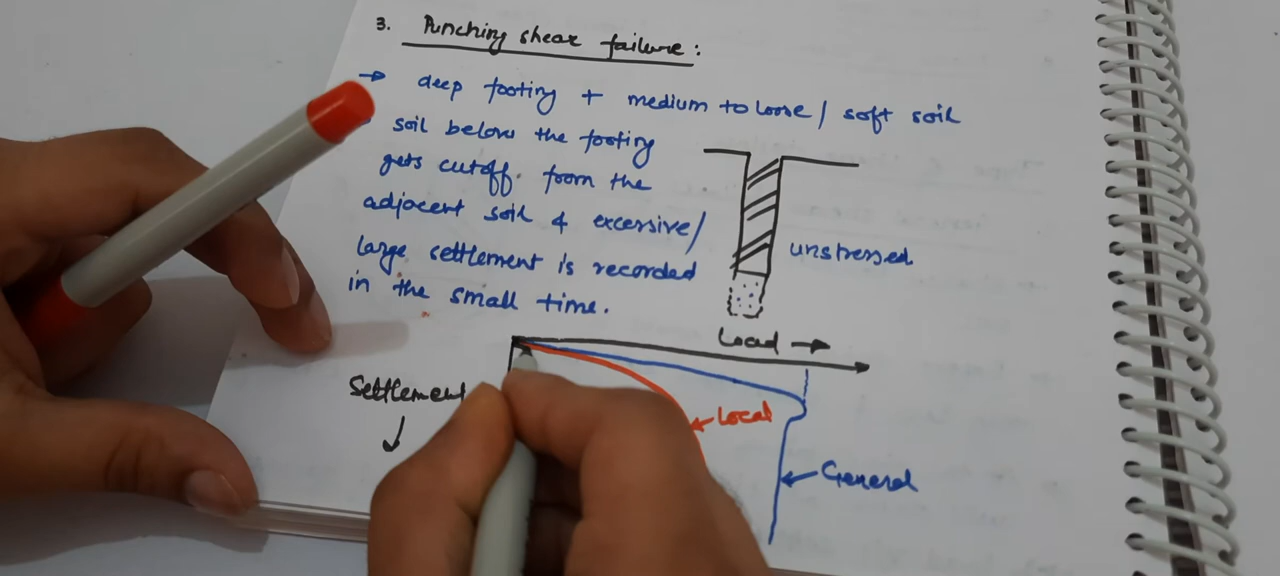 3. Punching shear failure:
→ deep footing + medium to loose / soft soil
soil below the footing
gets cutoff. from the
adjacent soil & excessive/
large settlement is recorded
in the small time.
unstressed
Load →
Settlement
Local
General